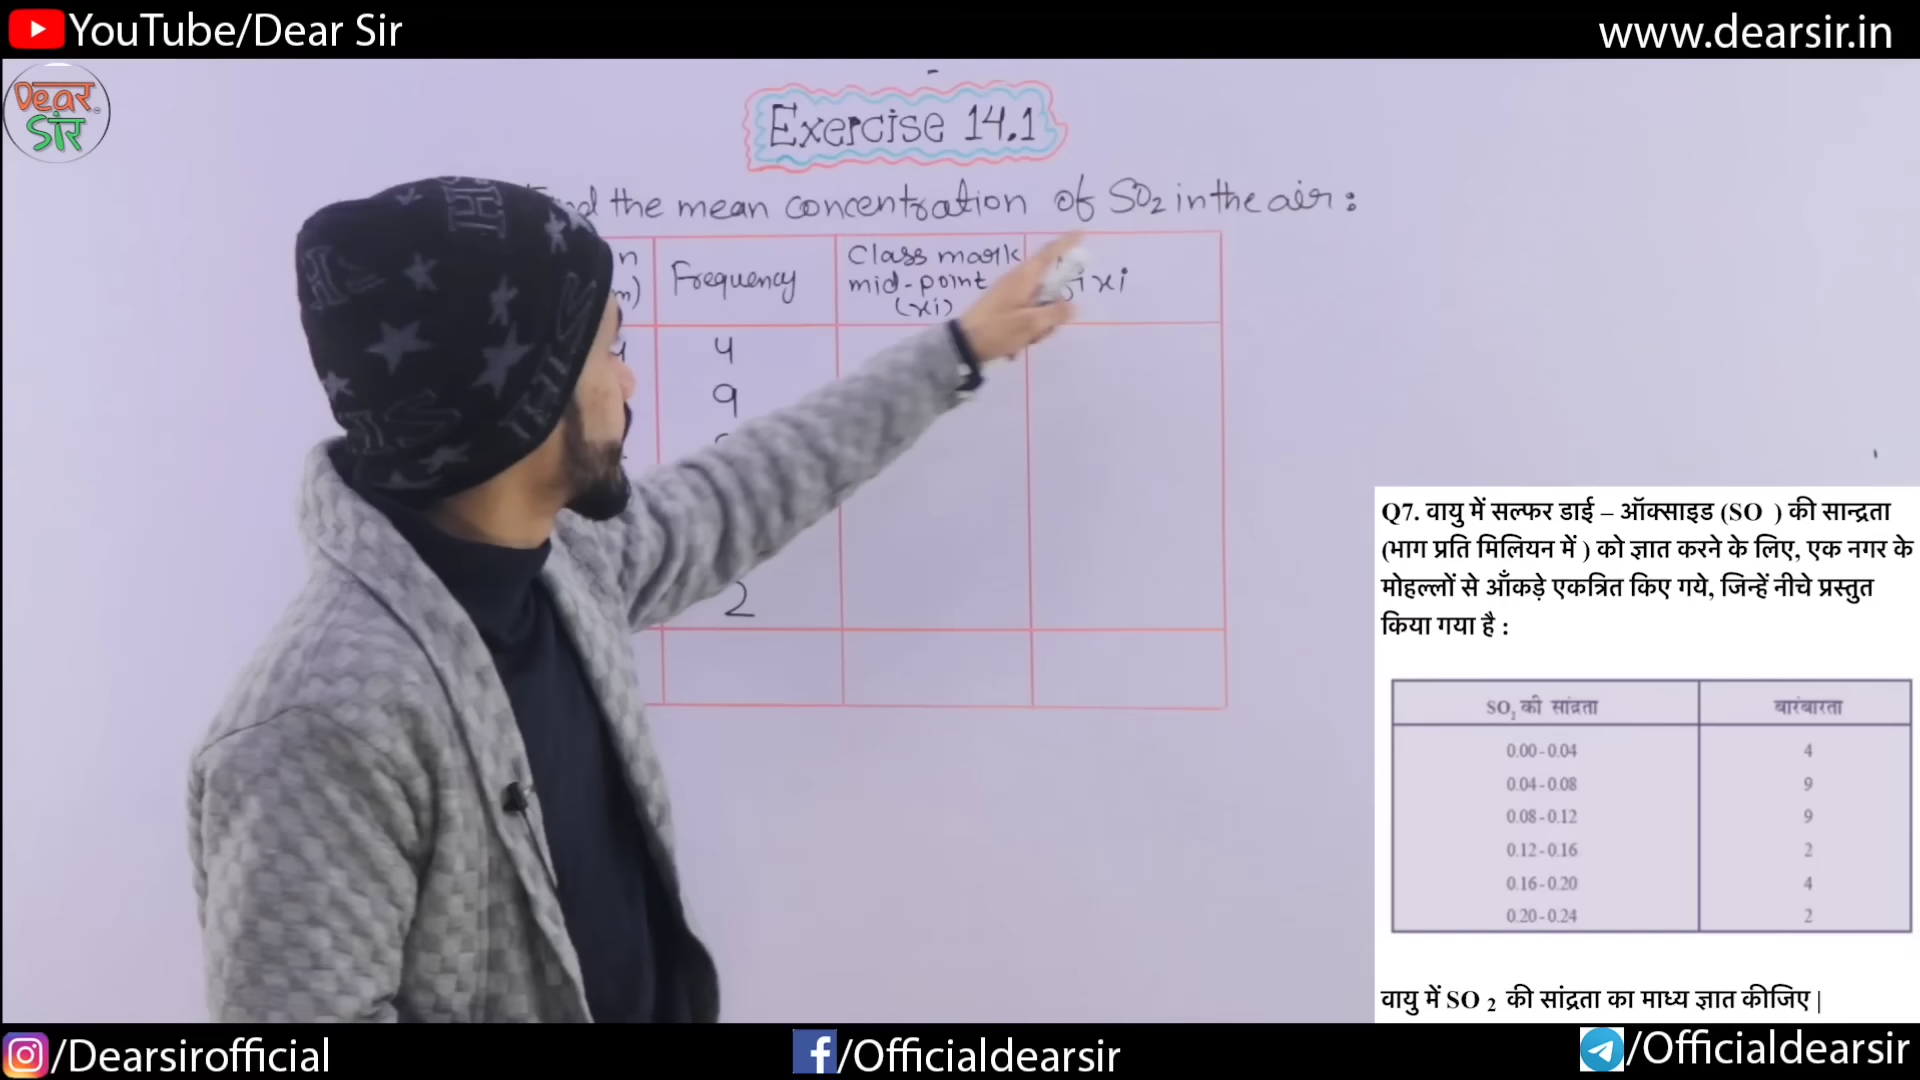 YouTube/Dear Sir
www.dearsir.in
Dear
Sir
Exercise 14.1
the mean concentration of SO2 in the air:
Frequency
Class mark
mid-point
(xi)
xi
4
9
2
Q7. वायु में सल्फर डाई – ऑक्साइड (SO ) की सान्द्रता
(भाग प्रति मिलियन में ) को ज्ञात करने के लिए, एक नगर के
मोहल्लों से आँकड़े एकत्रित किए गये, जिन्हें नीचे प्रस्तुत
किया गया है :
SO2 की सांद्रता बारंबारता
0.00-0.04 4
0.04-0.08 9
0.08-0.12 9
0.12-0.16 2
0.16-0.20 4
0.20-0.24 2
वायु में SO 2 की सांद्रता का माध्य ज्ञात कीजिए |
/Dearsirofficial
/Officialdearsir
/Officialdearsir